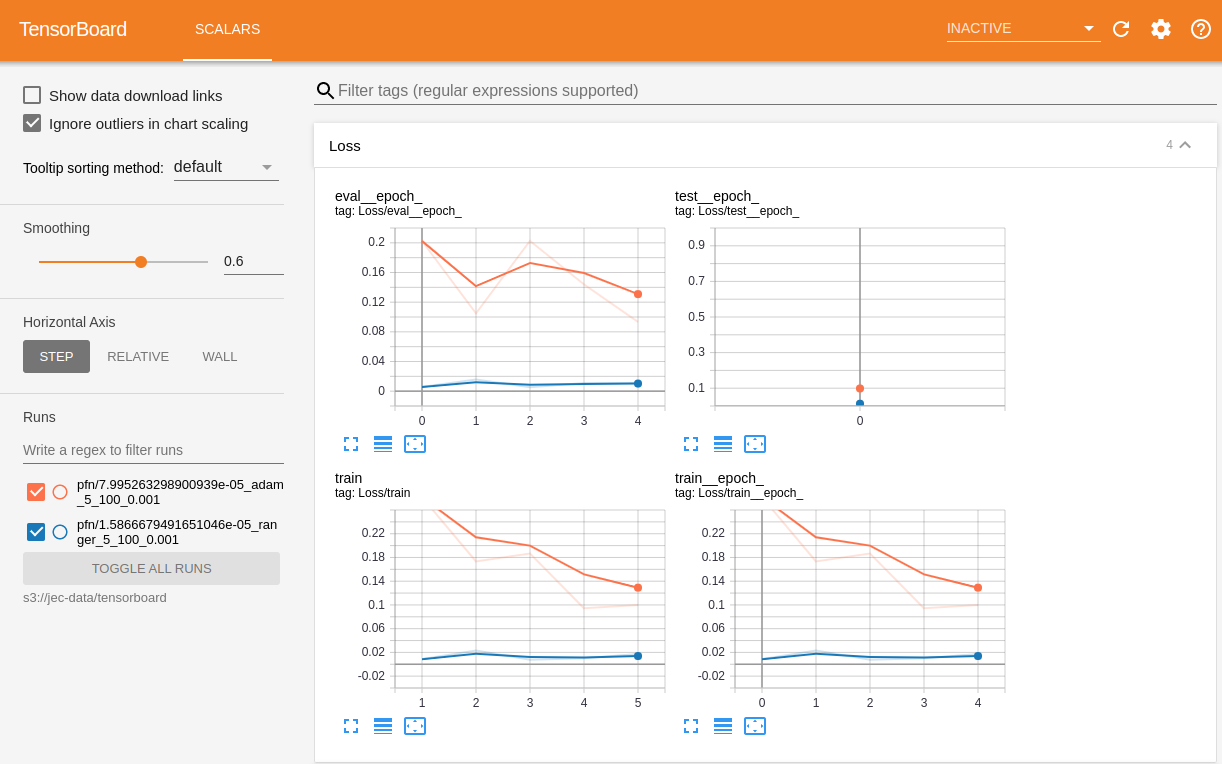 TensorBoard
SCALARS
INACTIVE
Show data download links
Ignore outliers in chart scaling
Tooltip sorting method:
default
Smoothing
0.6
Horizontal Axis
STEP
RELATIVE
WALL
Runs
Write a regex to filter runs
pfn/7.995263298900939e-05_adam
_5_100_0.001
pfn/1.5866679491651046e-05_ran
ger_5_100_0.001
TOGGLE ALL RUNS
s3://jec-data/tensorboard
Filter tags (regular expressions supported)
Loss
4
eval__epoch_
tag: Loss/eval__epoch_
0.2
0.16
0.12
0.08
0.04
0
0 1 2 3 4
test__epoch_
tag: Loss/test__epoch_
0.9
0.7
0.5
0.3
0.1
0
train
tag: Loss/train
0.22
0.18
0.14
0.1
0.06
0.02
-0.02
1 2 3 4 5
train__epoch_
tag: Loss/train__epoch_
0.22
0.18
0.14
0.1
0.06
0.02
-0.02
0 1 2 3 4